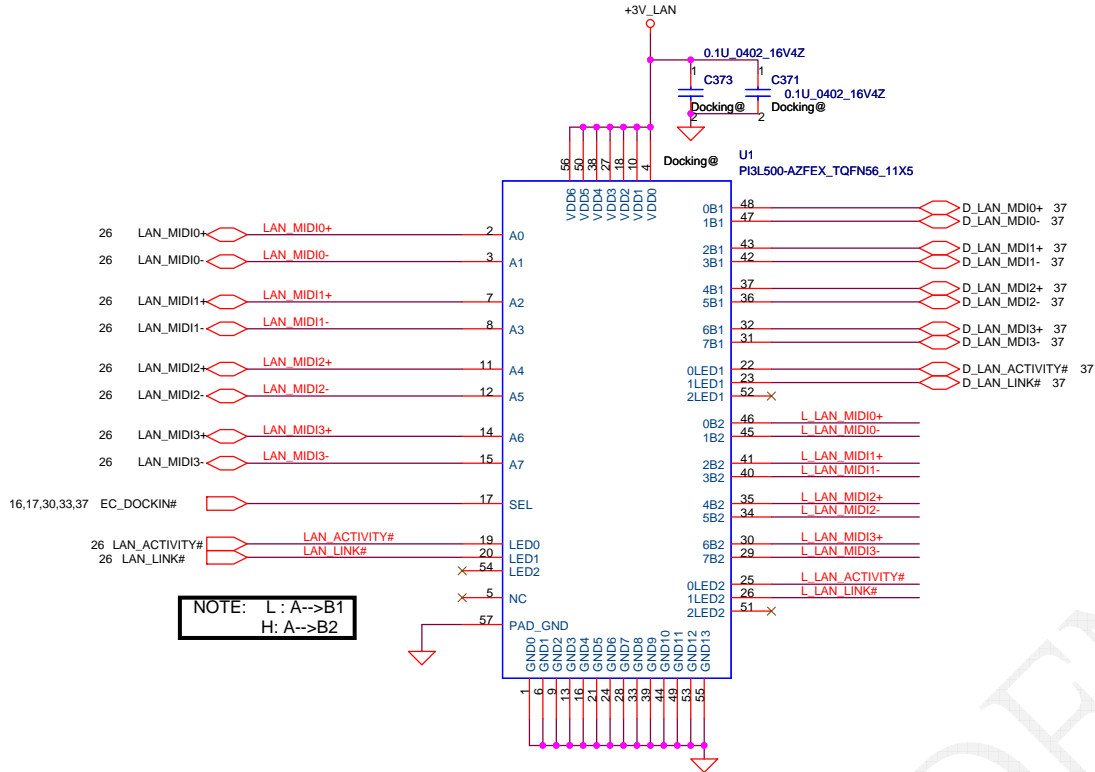 +3V_LAN
0.1U_0402_16V4Z
1
1
C373
C371
0.1U_0402_16V4Z
Docking@
Docking@
2
2
Docking@
U1
PI3L500-AZFEX_TQFN56_11X5
56
50
38
27
18
10
4
VDD6
VDD5
VDD4
VDD3
VDD2
VDD1
VDD0
26 LAN_MIDI0+ LAN_MIDI0+ 2 A0
26 LAN_MIDI0- LAN_MIDI0- 3 A1
26 LAN_MIDI1+ LAN_MIDI1+ 7 A2
26 LAN_MIDI1- LAN_MIDI1- 8 A3
26 LAN_MIDI2+ LAN_MIDI2+ 11 A4
26 LAN_MIDI2- LAN_MIDI2- 12 A5
26 LAN_MIDI3+ LAN_MIDI3+ 14 A6
26 LAN_MIDI3- LAN_MIDI3- 15 A7
16,17,30,33,37 EC_DOCKIN# 17 SEL
26 LAN_ACTIVITY# LAN_ACTIVITY# 19 LED0
26 LAN_LINK# LAN_LINK# 20 LED1
54 LED2
5 NC
57 PAD_GND
NOTE: L : A-->B1
H: A-->B2
0B1 48 D_LAN_MDI0+ 37
1B1 47 D_LAN_MDI0- 37
2B1 43 D_LAN_MDI1+ 37
3B1 42 D_LAN_MDI1- 37
4B1 37 D_LAN_MDI2+ 37
5B1 36 D_LAN_MDI2- 37
6B1 32 D_LAN_MDI3+ 37
7B1 31 D_LAN_MDI3- 37
0LED1 22 D_LAN_ACTIVITY# 37
1LED1 23 D_LAN_LINK# 37
2LED1 52
0B2 46 L_LAN_MIDI0+
1B2 45 L_LAN_MIDI0-
2B2 41 L_LAN_MIDI1+
3B2 40 L_LAN_MIDI1-
4B2 35 L_LAN_MIDI2+
5B2 34 L_LAN_MIDI2-
6B2 30 L_LAN_MIDI3+
7B2 29 L_LAN_MIDI3-
0LED2 25 L_LAN_ACTIVITY#
1LED2 26 L_LAN_LINK#
2LED2 51
GND0
GND1
GND2
GND3
GND4
GND5
GND6
GND7
GND8
GND9
GND10
GND11
GND12
GND13
1
6
9
13
16
21
24
28
33
39
44
49
53
55